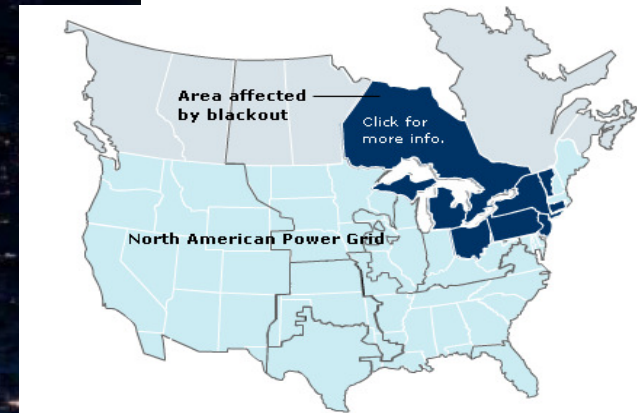 Area affected
by blackout
Click for
more info.
North American Power Grid